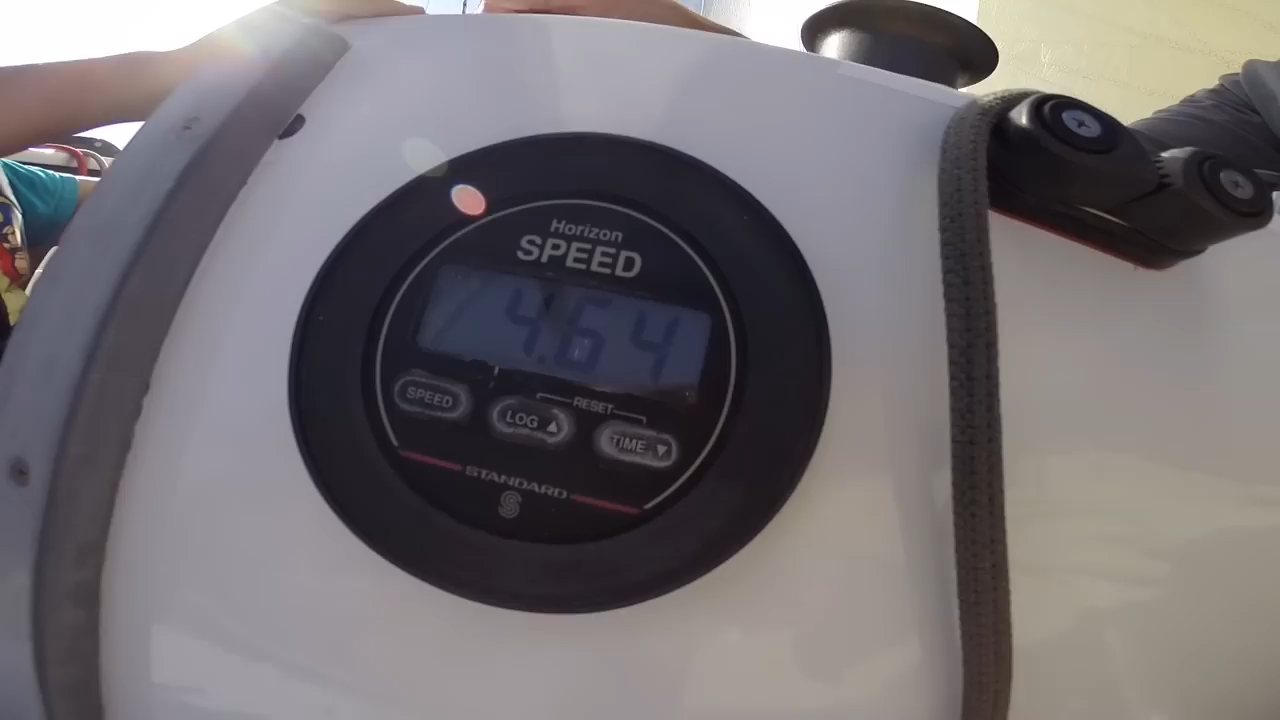 Horizon
SPEED
4.64
SPEED
LOG ▲
RESET
TIME ▼
STANDARD
S